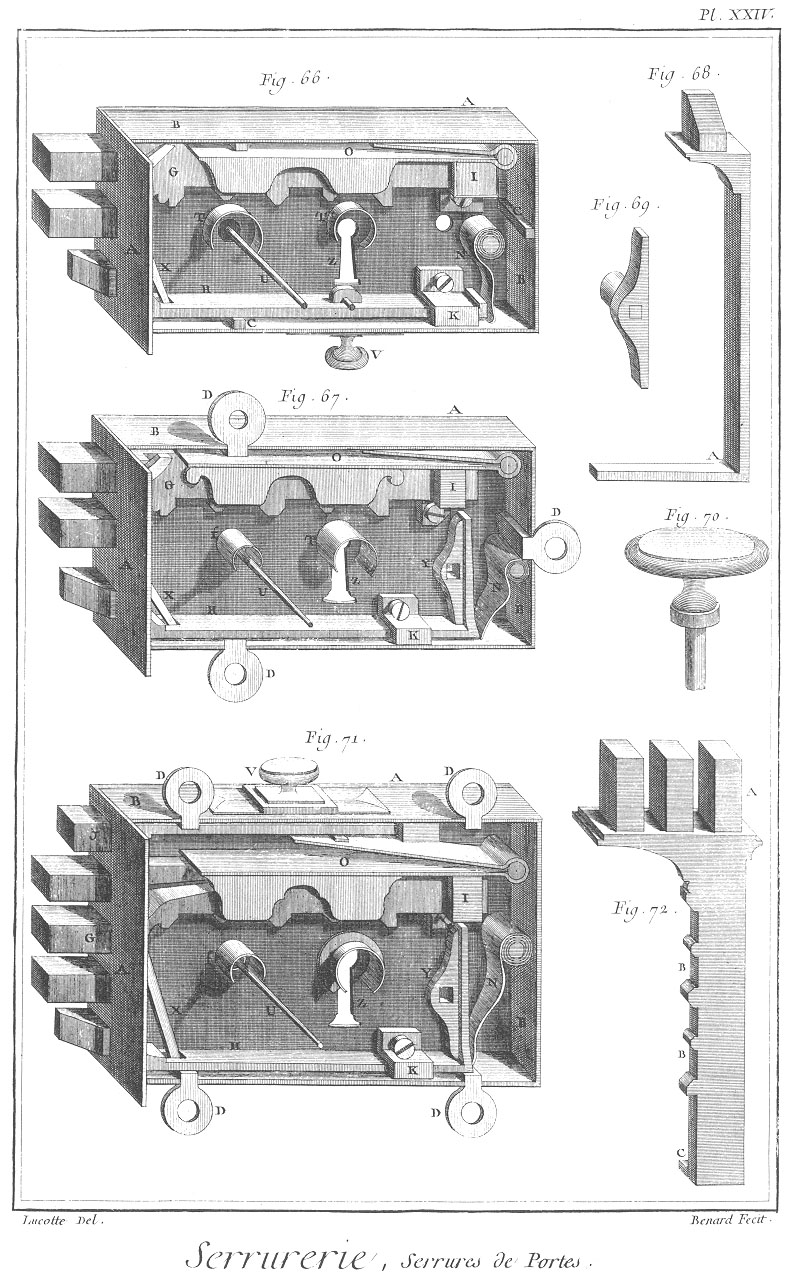 Pl. XXIV.
Fig. 66.
A
B
G
O
I
T
T
C
X
H
U
Z
N
B
A
K
C
V
Fig. 68.
A
Fig. 69.
Fig. 67.
D
A
B
G
O
I
D
T
A
X
H
U
Z
Y
N
B
K
D
Fig. 70.
Fig. 71.
D
V
A
D
B
J
O
I
G
A
X
H
U
Z
Y
N
B
K
D
D
Fig. 72.
A
B
B
C
Lucotte Del.
Benard Fecit.
Serrurerie, Serrures de Portes.